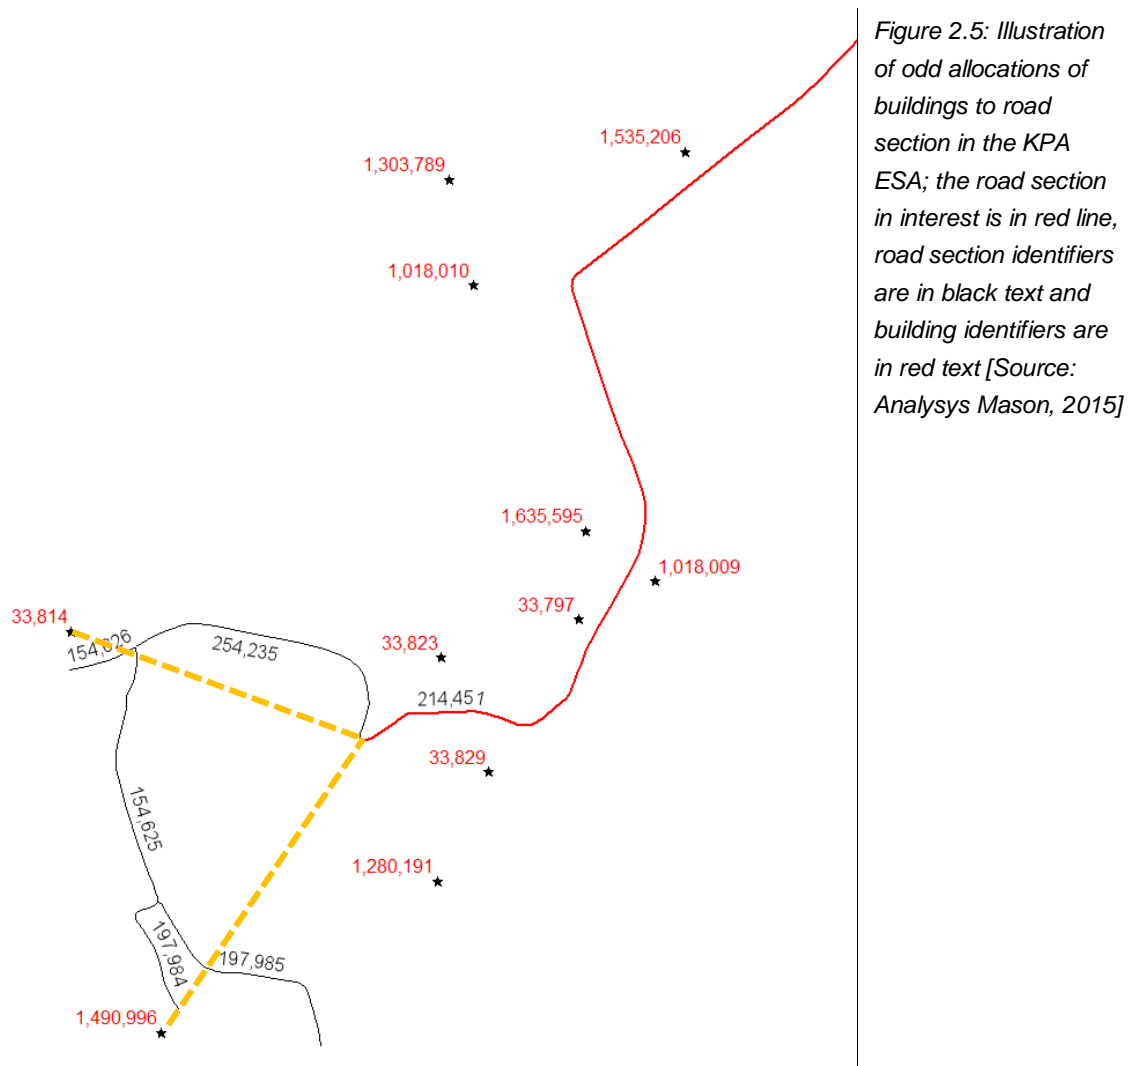 1,535,206
1,303,789
1,018,010
1,635,595
1,018,009
33,797
33,814
154,626
254,235
33,823
214,451
33,829
154,625
1,280,191
197,984
197,985
1,490,996
Figure 2.5: Illustration
of odd allocations of
buildings to road
section in the KPA
ESA; the road section
in interest is in red line,
road section identifiers
are in black text and
building identifiers are
in red text [Source:
Analysys Mason, 2015]